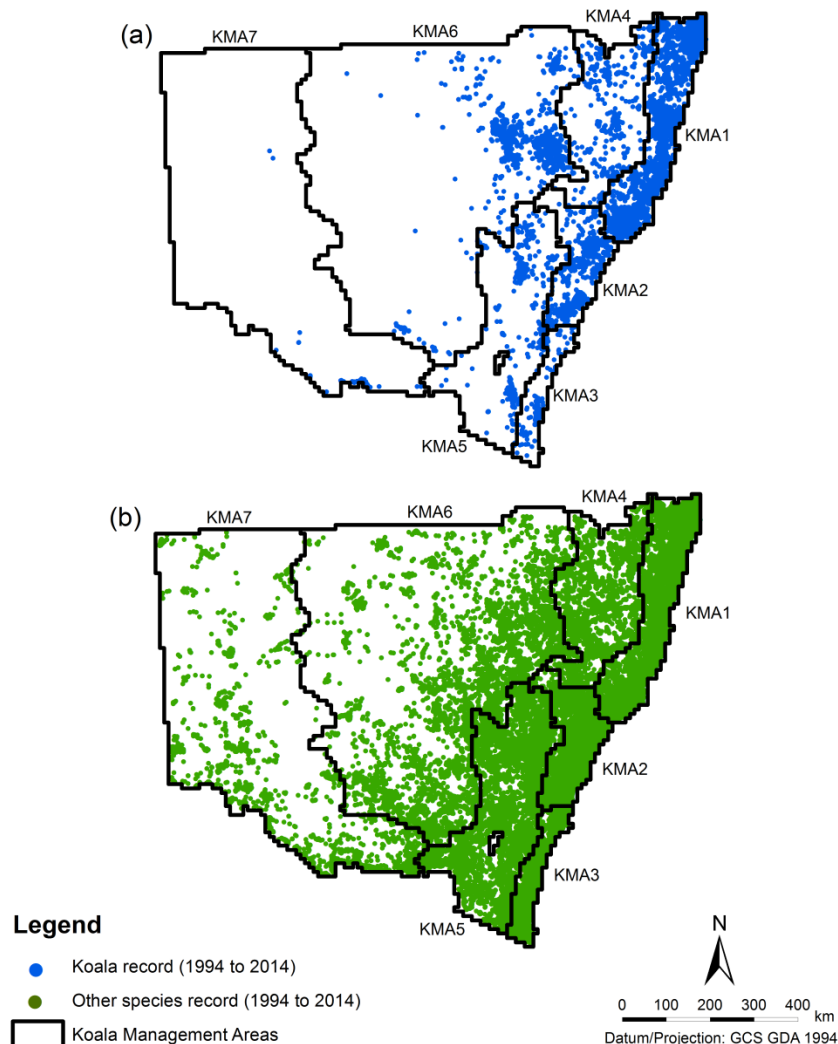 (a)
KMA7
KMA6
KMA4
KMA1
KMA2
KMA3
KMA5
(b)
KMA7
KMA6
KMA4
KMA1
KMA2
KMA3
KMA5
Legend
Koala record (1994 to 2014)
Other species record (1994 to 2014)
Koala Management Areas
N
0 100 200 300 400
km
Datum/Projection: GCS GDA 1994